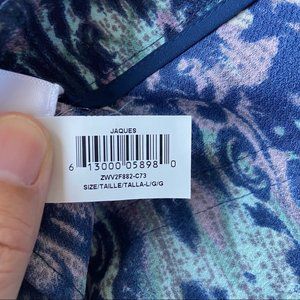 JAQUES
6 13000 05898 0
ZWV2F882-C73
SIZE/TAILLE/TALLA-L/G/G